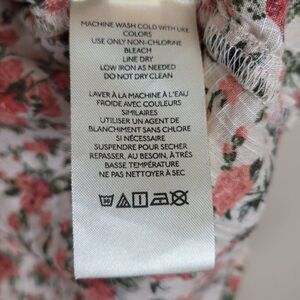 MACHINE WASH COLD WITH LIKE
COLORS
USE ONLY NON-CHLORINE
BLEACH
LINE DRY
LOW IRON AS NEEDED
DO NOT DRY CLEAN
LAVER À LA MACHINE À L'EAU
FROIDE AVEC COULEURS
SIMILAIRES
UTILISER UN AGENT DE
BLANCHIMENT SANS CHLORE
SI NÉCESSAIRE
SUSPENDRE POUR SECHER
REPASSER, AU BESOIN, À TRÈS
BASSE TEMPÉRATURE
NE PAS NETTOYER À SEC